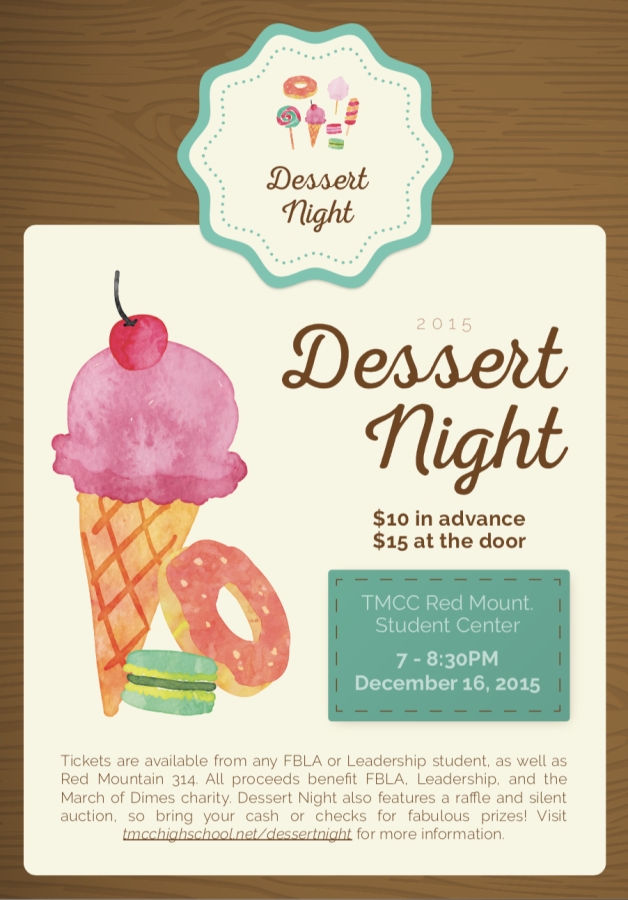 Dessert
Night
2015
Dessert
Night
$10 in advance
$15 at the door
TMCC Red Mount.
Student Center
7 - 8:30PM
December 16, 2015
Tickets are available from any FBLA or Leadership student, as well as
Red Mountain 314. All proceeds benefit FBLA, Leadership, and the
March of Dimes charity. Dessert Night also features a raffle and silent
auction, so bring your cash or checks for fabulous prizes! Visit
tmcchighschool.net/dessertnight for more information.